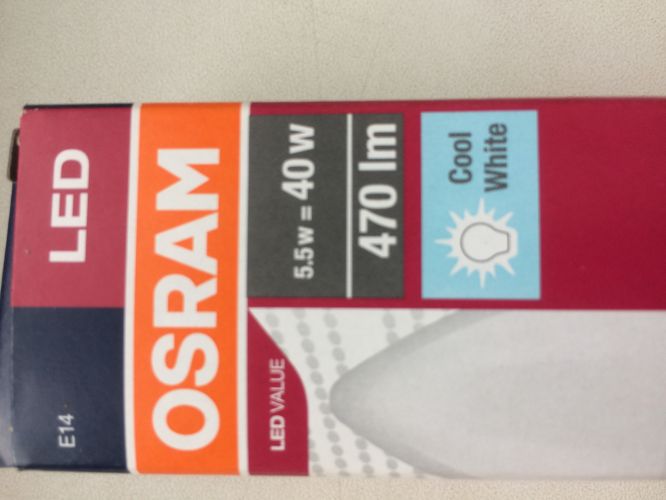 E14
LED
OSRAM
LED VALUE
5.5 W = 40 W
470 lm
Cool
White